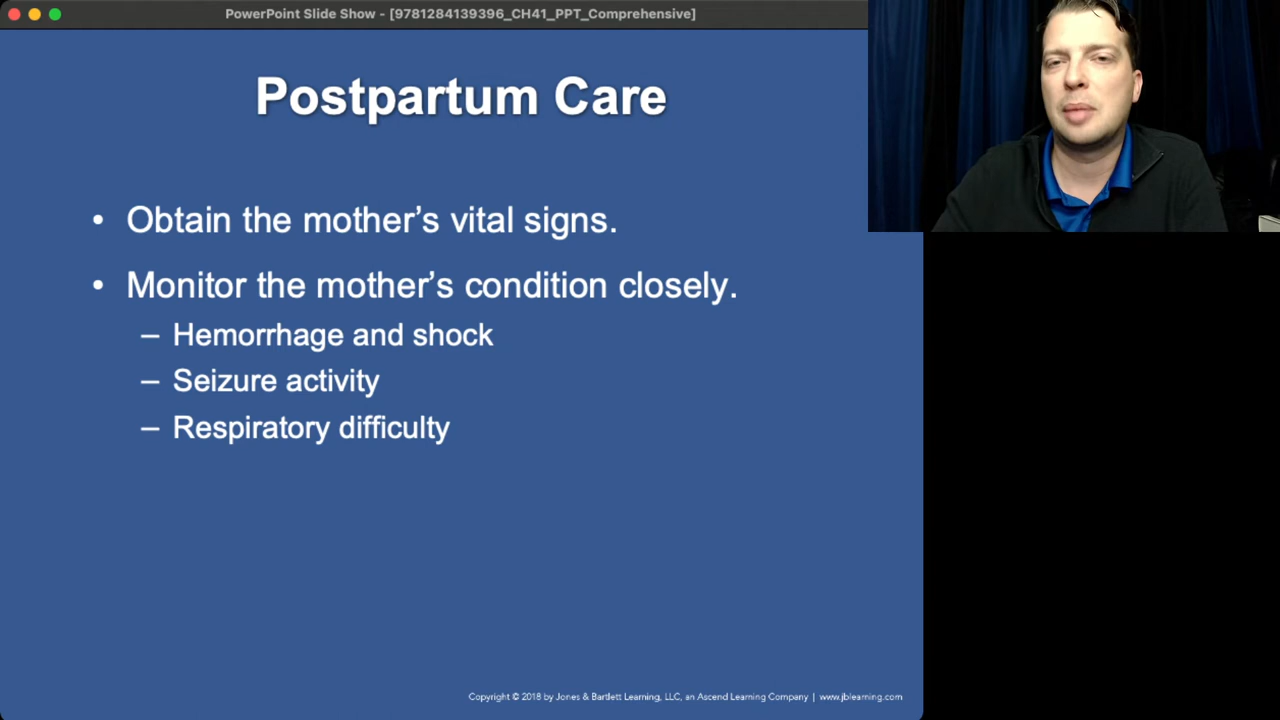 PowerPoint Slide Show - [9781284139396_CH41_PPT_Comprehensive]
Postpartum Care
• Obtain the mother’s vital signs.
• Monitor the mother’s condition closely.
– Hemorrhage and shock
– Seizure activity
– Respiratory difficulty
Copyright © 2018 by Jones & Bartlett Learning, LLC, an Ascend Learning Company | www.jblearning.com